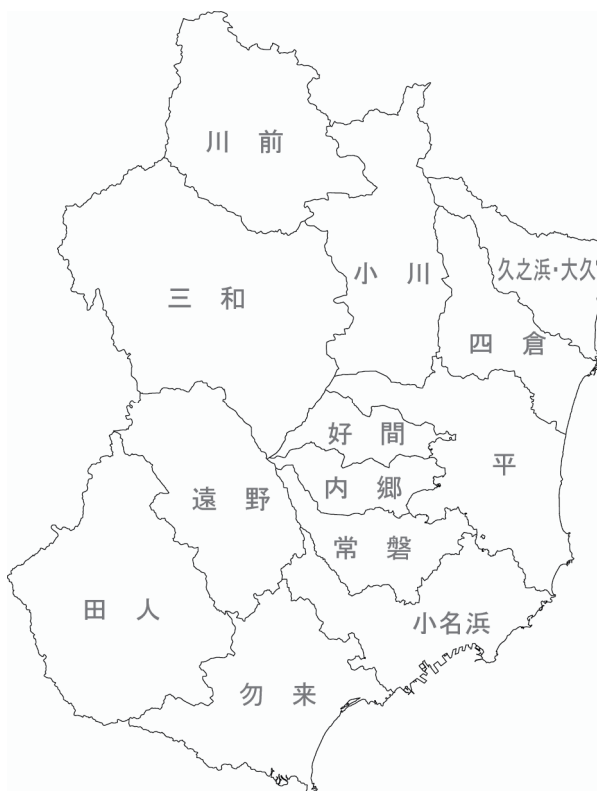 川前
小川
久之浜・大久
三和
四倉
好間
平
内郷
遠野
常磐
田人
小名浜
勿来